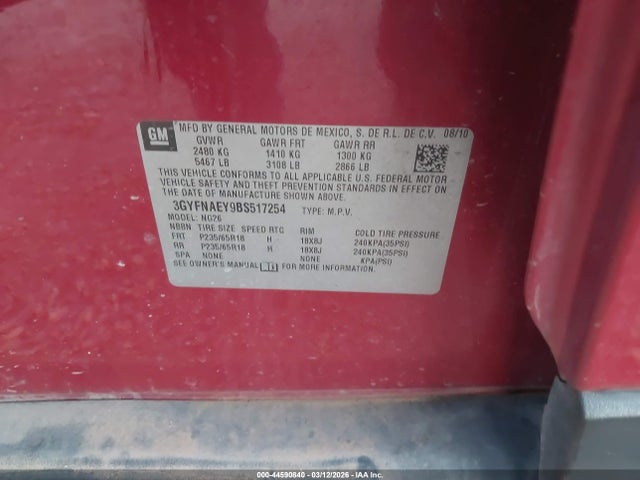 GM
MFD BY GENERAL MOTORS DE MEXICO, S. DE R.L. DE C.V. 08/10
GVWR GAWR FRT GAWR RR
2480 KG 1410 KG 1300 KG
5467 LB 3108 LB 2866 LB
THIS VEHICLE CONFORMS TO ALL APPLICABLE U.S. FEDERAL MOTOR
VEHICLE SAFETY AND THEFT PREVENTION STANDARDS IN EFFECT ON
THE DATE OF MANUFACTURE SHOWN ABOVE.
3GYFNAEY9BS517254 TYPE: M.P.V.
MODEL: NG26
NBBN TIRE SIZE SPEED RTG RIM COLD TIRE PRESSURE
FRT P235/65R18 H 18X8J 240KPA(35PSI)
RR P235/65R18 H 18X8J 240KPA(35PSI)
SPA NONE NONE KPA(PSI)
SEE OWNER'S MANUAL FOR MORE INFORMATION.
000-44590840 - 03/12/2026 - IAA Inc.